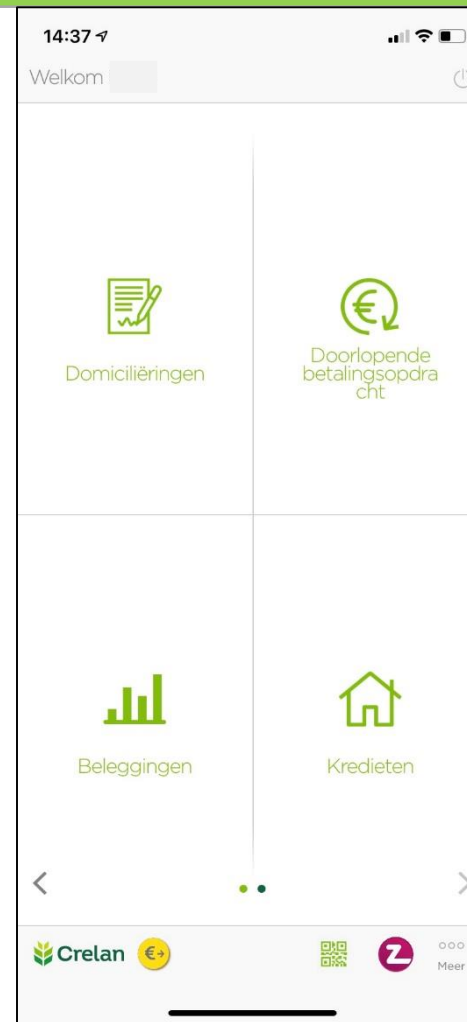 14:37
Welkom
Domiciliëringen
Doorlopende
betalingsopdra
cht
Beleggingen
Kredieten
Crelan
Meer